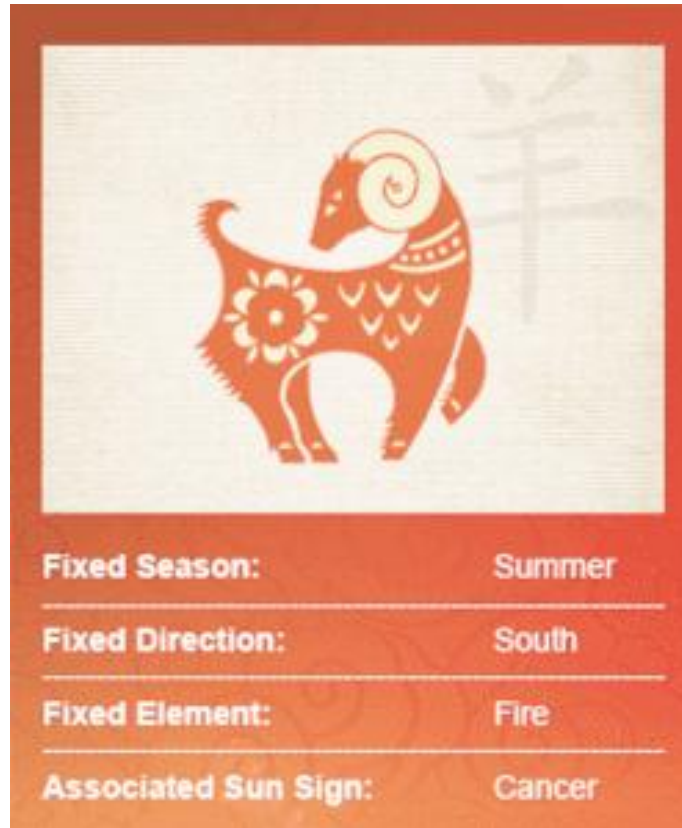 羊
Fixed Season: Summer
Fixed Direction: South
Fixed Element: Fire
Associated Sun Sign: Cancer